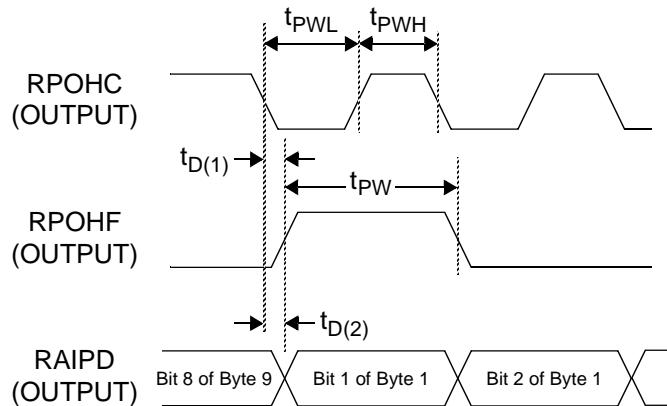 tPWL tPWH
RPOHC
(OUTPUT)
tD(1)
tPW
RPOHF
(OUTPUT)
tD(2)
RAIPD
(OUTPUT)
Bit 8 of Byte 9 Bit 1 of Byte 1 Bit 2 of Byte 1